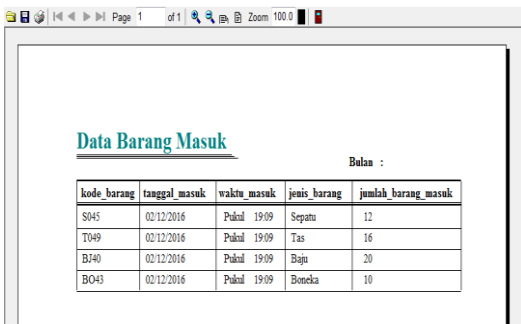 Page 1 of 1 Zoom 100.0
Data Barang Masuk
Bulan :
kode_barang tanggal_masuk waktu_masuk jenis_barang jumlah_barang_masuk
S045 02/12/2016 Pukul 19:09 Sepatu 12
T049 02/12/2016 Pukul 19:09 Tas 16
BJ40 02/12/2016 Pukul 19:09 Baju 20
BO43 02/12/2016 Pukul 19:09 Boneka 10